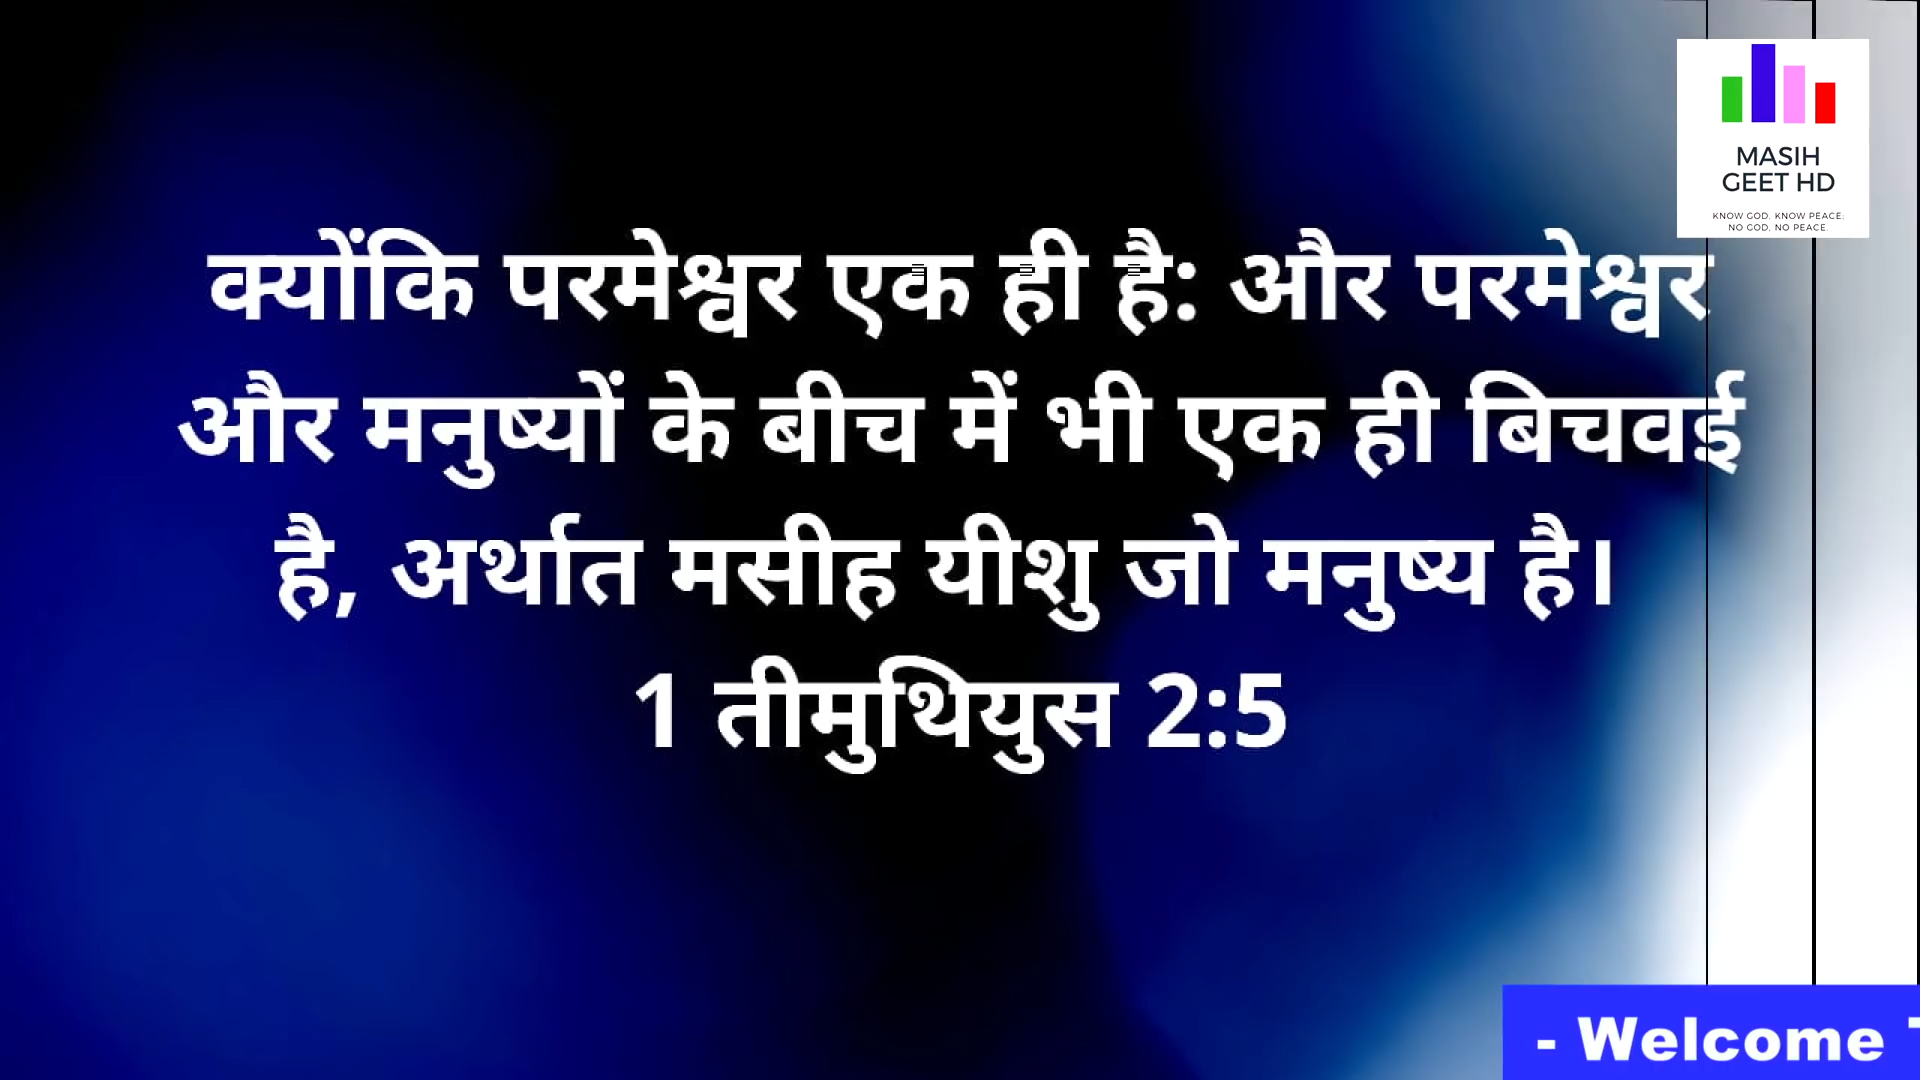 MASIH
GEET HD
KNOW GOD, KNOW PEACE;
NO GOD, NO PEACE.
क्योंकि परमेश्वर एक ही है: और परमेश्वर
और मनुष्यों के बीच में भी एक ही बिचवई
है, अर्थात मसीह यीशु जो मनुष्य है।
1 तीमुथियुस 2:5
- Welcome